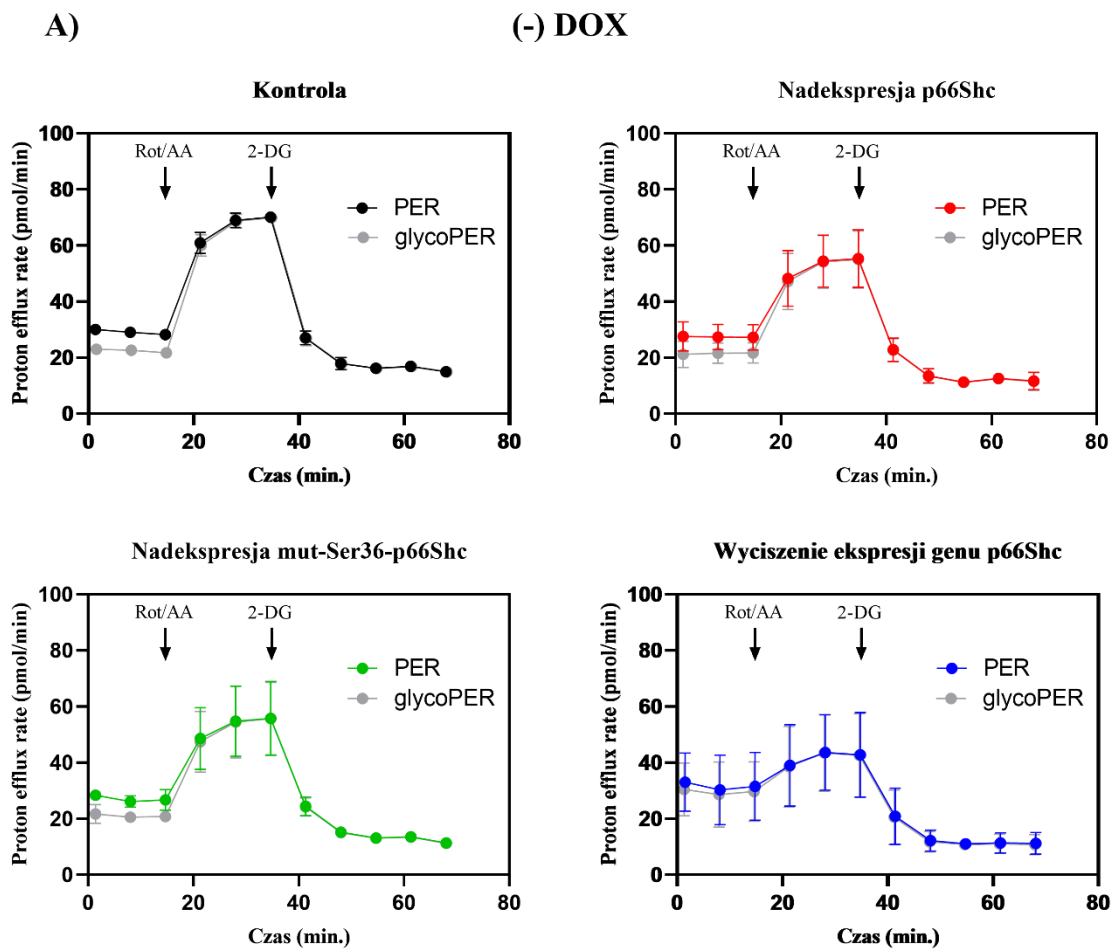 A)
(-) DOX
Kontrola
Proton efflux rate (pmol/min)
100
80
60
40
20
0
Rot/AA
2-DG
PER
glycoPER
0 20 40 60 80
Czas (min.)
Nadekspresja p66Shc
Proton efflux rate (pmol/min)
100
80
60
40
20
0
Rot/AA
2-DG
PER
glycoPER
0 20 40 60 80
Czas (min.)
Nadekspresja mut-Ser36-p66Shc
Proton efflux rate (pmol/min)
100
80
60
40
20
0
Rot/AA
2-DG
PER
glycoPER
0 20 40 60 80
Czas (min.)
Wyciszenie ekspresji genu p66Shc
Proton efflux rate (pmol/min)
100
80
60
40
20
0
Rot/AA
2-DG
PER
glycoPER
0 20 40 60 80
Czas (min.)